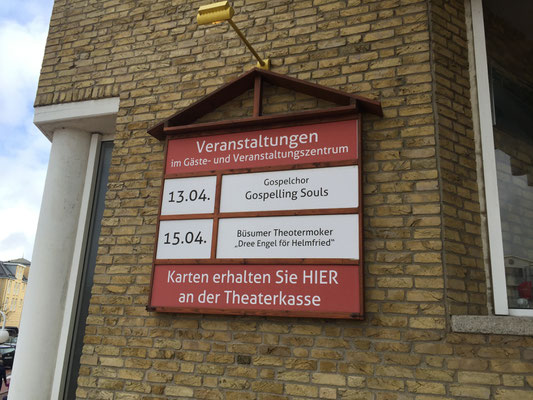 Veranstaltungen
im Gäste- und Veranstaltungszentrum
13.04.
Gospelchor
Gospelling Souls
15.04.
Büsumer Theotermoker
„Dree Engel för Helmfried"
Karten erhalten Sie HIER
an der Theaterkasse